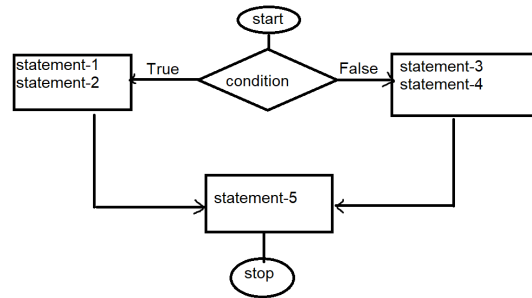 start
True
condition
False
statement-1
statement-2
statement-3
statement-4
statement-5
stop